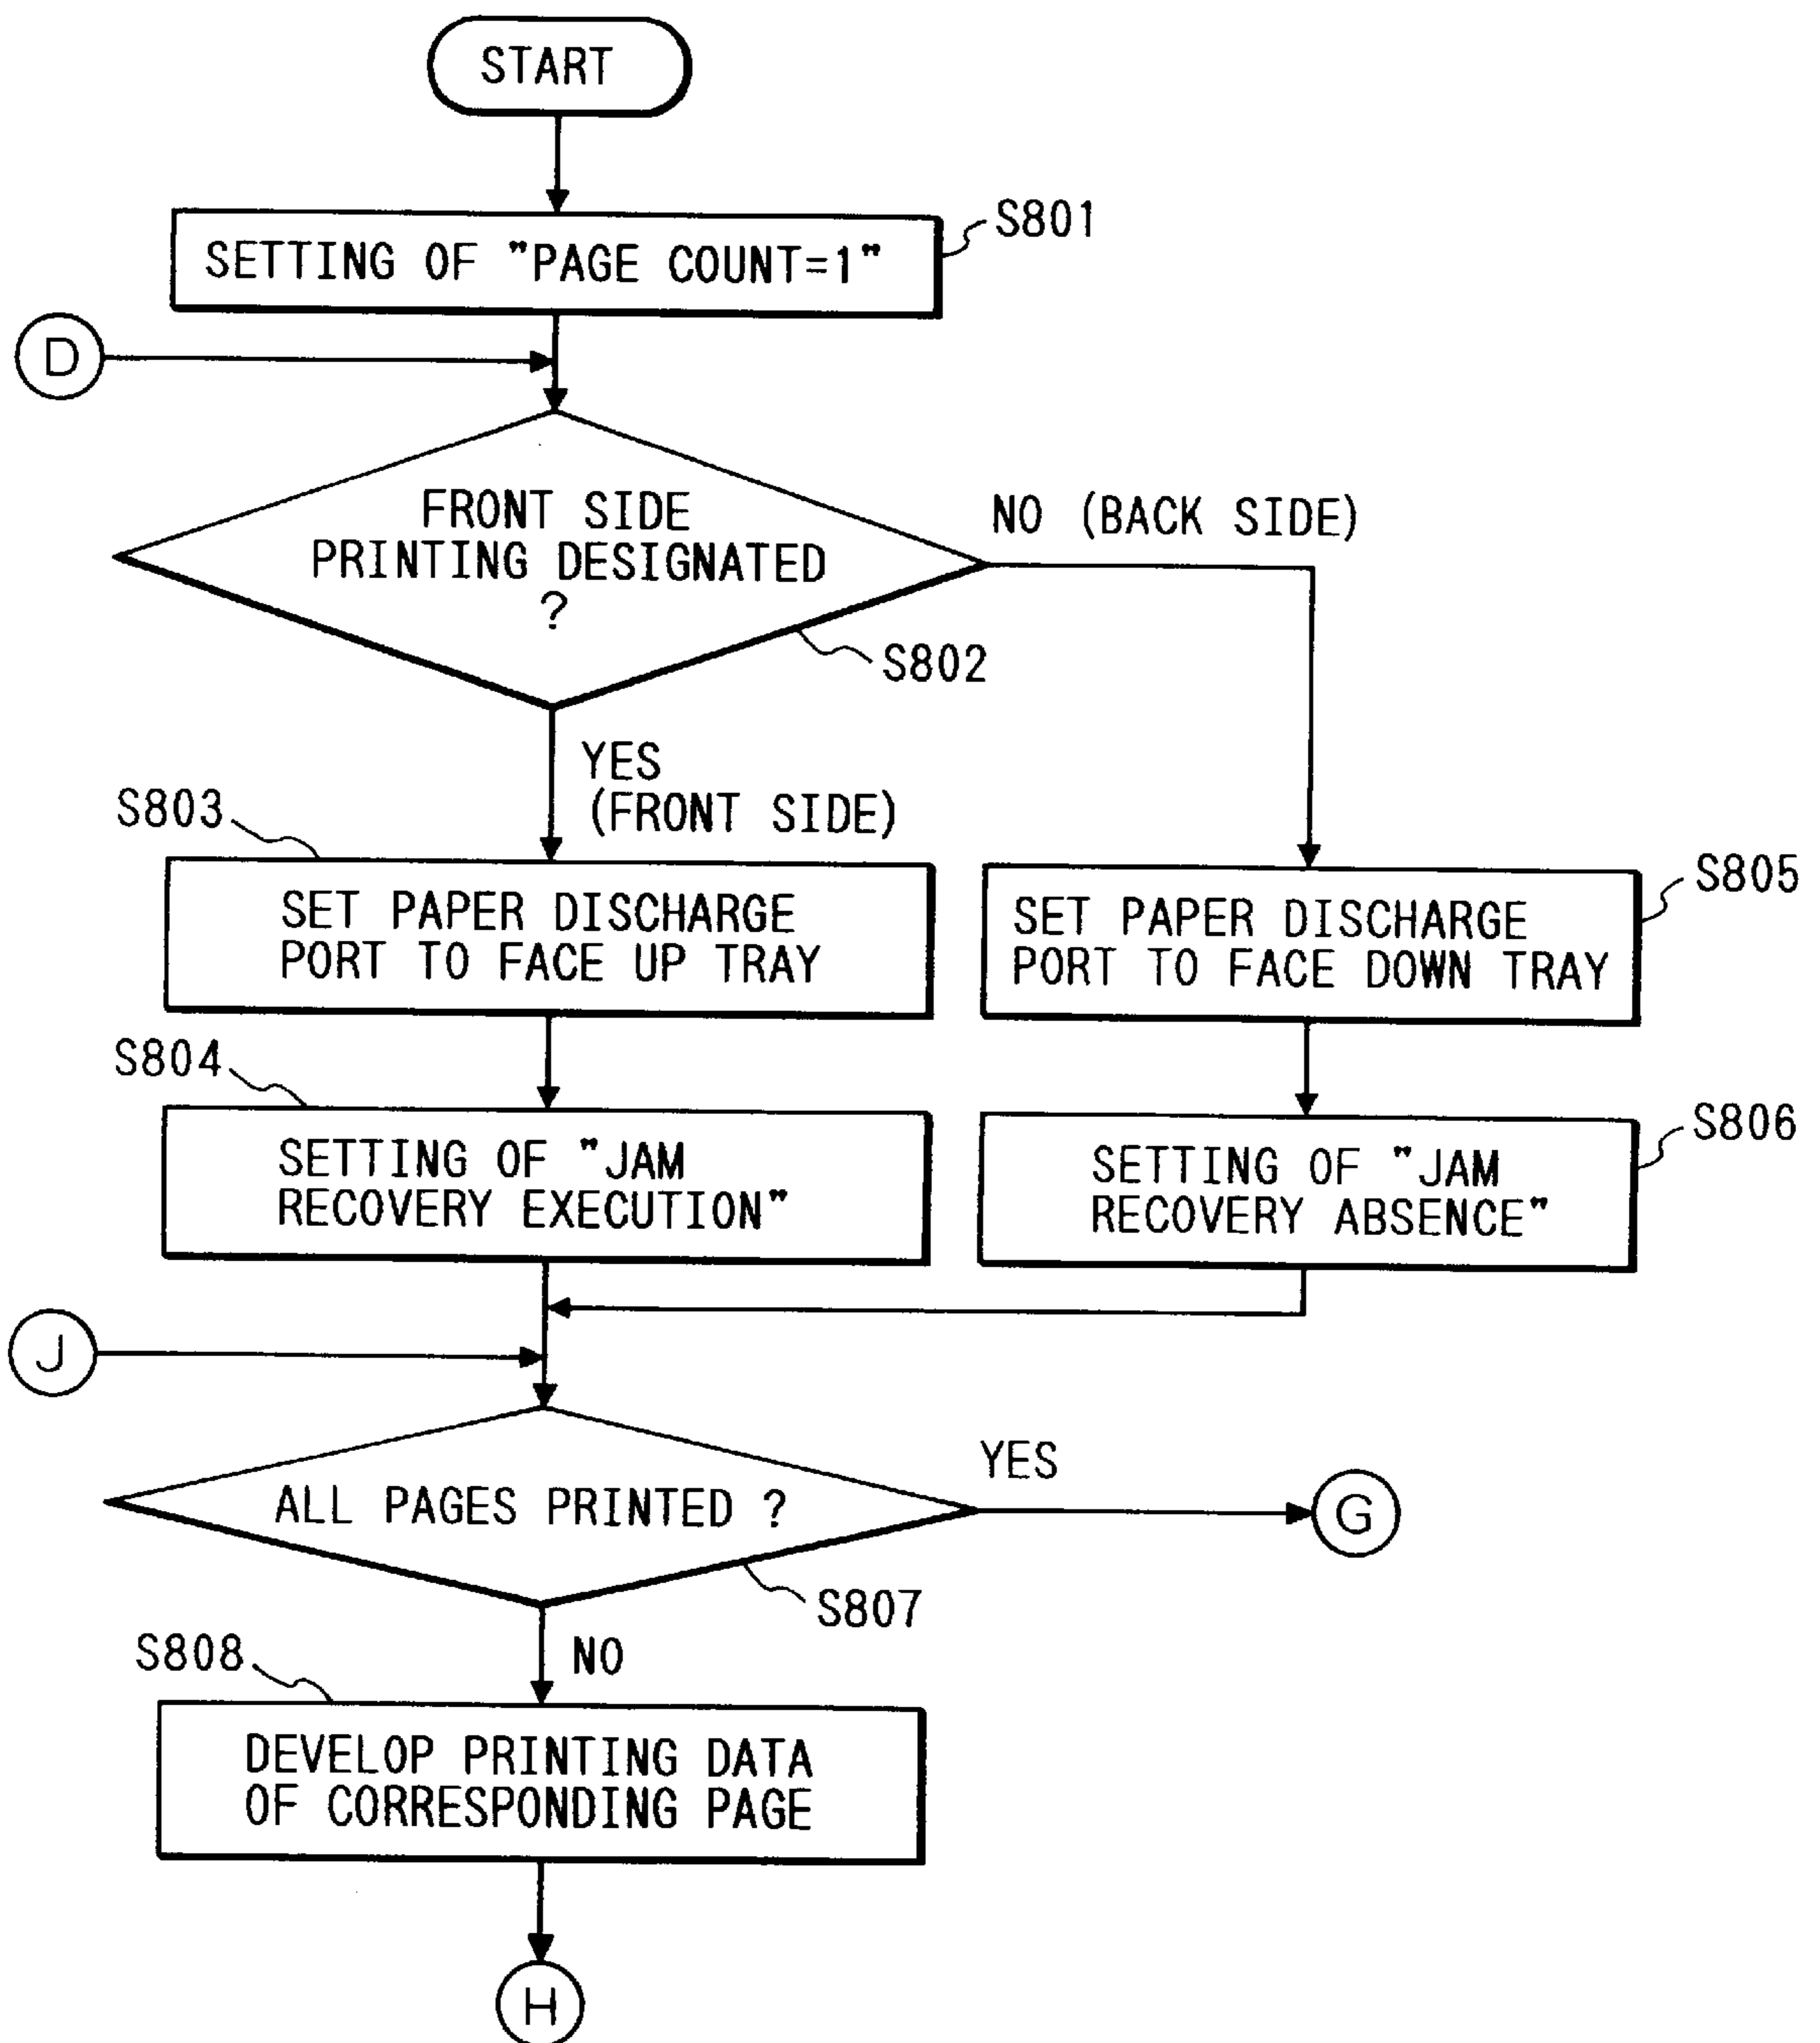 START
SETTING OF "PAGE COUNT=1"
S801
D
FRONT SIDE
PRINTING DESIGNATED
?
NO (BACK SIDE)
S802
YES
(FRONT SIDE)
S803
SET PAPER DISCHARGE
PORT TO FACE UP TRAY
S805
SET PAPER DISCHARGE
PORT TO FACE DOWN TRAY
S804
SETTING OF "JAM
RECOVERY EXECUTION"
S806
SETTING OF "JAM
RECOVERY ABSENCE"
J
ALL PAGES PRINTED ?
YES
G
S807
NO
S808
DEVELOP PRINTING DATA
OF CORRESPONDING PAGE
H